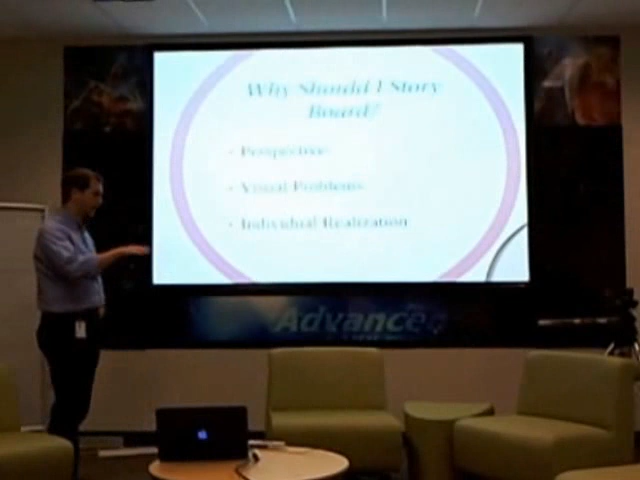 Why Should I Story
Board?
• Perspective
• Visual Problems
• Individual Realization
Advance